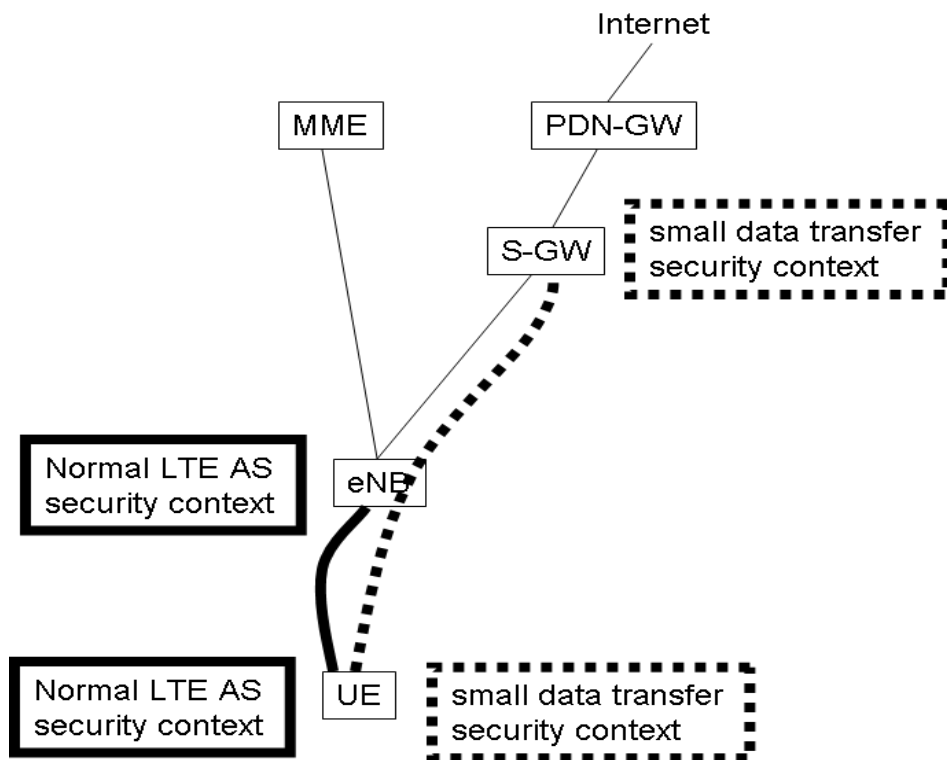 Internet
MME
PDN-GW
S-GW
small data transfer
security context
Normal LTE AS
security context
eNB
Normal LTE AS
security context
UE
small data transfer
security context